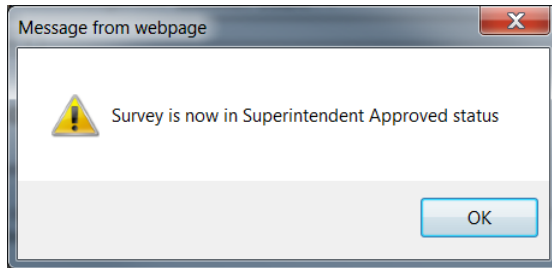 Message from webpage
Survey is now in Superintendent Approved status
OK